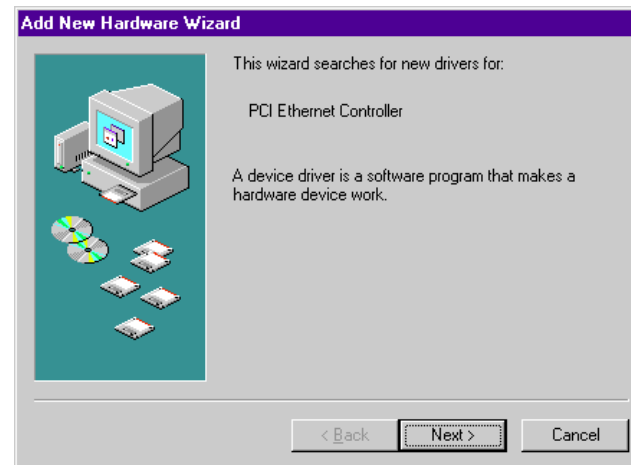 Add New Hardware Wizard
This wizard searches for new drivers for:
PCI Ethernet Controller
A device driver is a software program that makes a
hardware device work.
< Back
Next >
Cancel